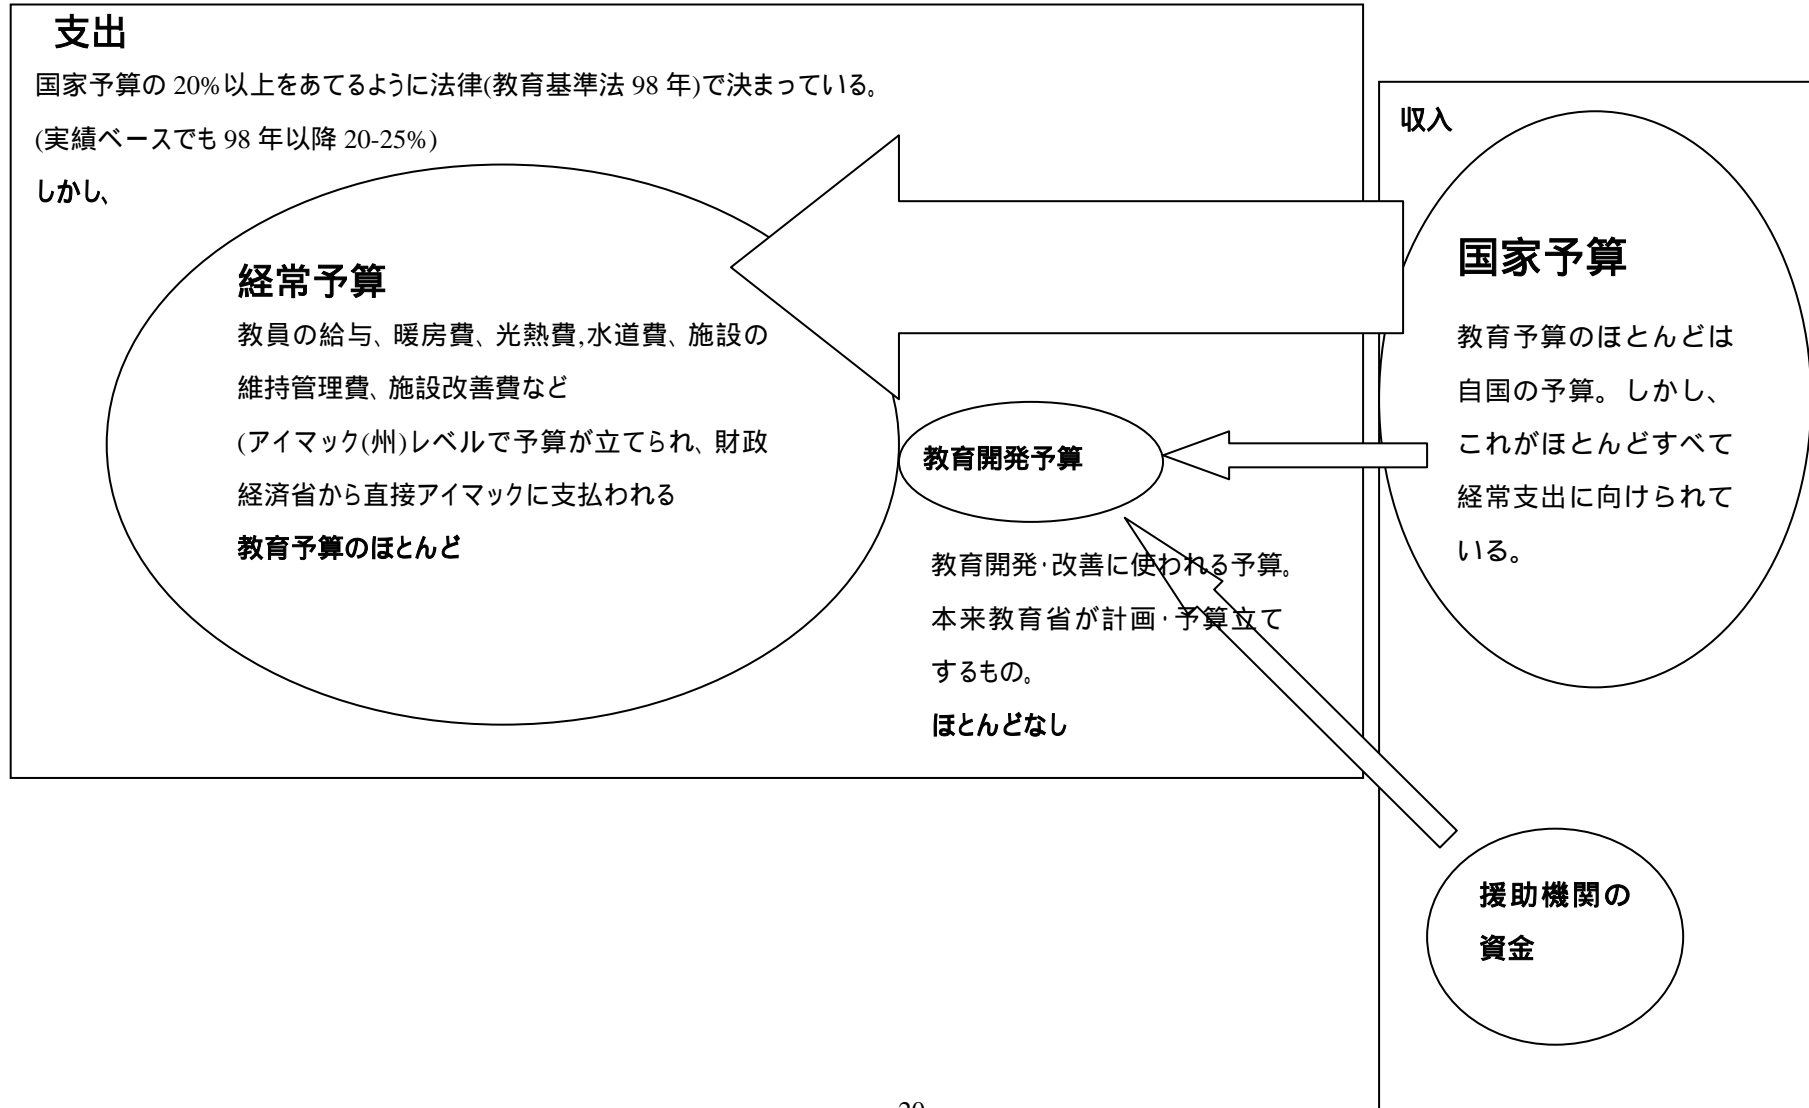 支出
国家予算の 20%以上をあてるように法律(教育基準法 98 年)で決まっている。
(実績ベースでも 98 年以降 20-25%)
しかし、
経常予算
教員の給与、暖房費、光熱費,水道費、施設の
維持管理費、施設改善費など
(アイマック(州)レベルで予算が立てられ、財政
経済省から直接アイマックに支払われる
教育予算のほとんど
教育開発予算
教育開発・改善に使われる予算。
本来教育省が計画・予算立て
するもの。
ほとんどなし
収入
国家予算
教育予算のほとんどは
自国の予算。しかし、
これがほとんどすべて
経常支出に向けられて
いる。
援助機関の
資金